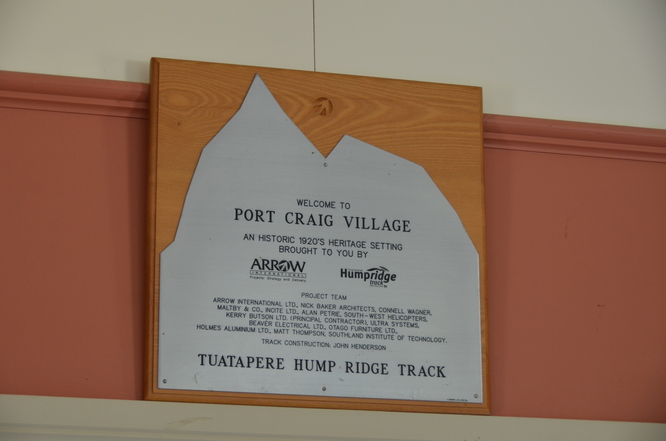 WELCOME TO
PORT CRAIG VILLAGE
AN HISTORIC 1920'S HERITAGE SETTING
BROUGHT TO YOU BY
ARROW
INTERNATIONAL
Humpridge
track
PROJECT TEAM
ARROW INTERNATIONAL LTD., NICK BAKER ARCHITECTS, CONNELL WAGNER,
MALTBY & CO., INCITE LTD., ALAN PETRIE, SOUTH-WEST HELICOPTERS,
KERRY BUTSON LTD. (PRINCIPAL CONTRACTOR), ULTRA SYSTEMS,
BEAVER ELECTRICAL LTD., OTAGO FURNITURE LTD.,
HOLMES ALUMINIUM LTD., MATT THOMPSON, SOUTHLAND INSTITUTE OF TECHNOLOGY.
TRACK CONSTRUCTION: JOHN HENDERSON
TUATAPERE HUMP RIDGE TRACK